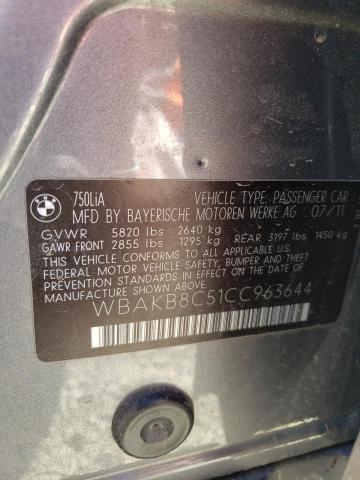 BMW
750LiA VEHICLE TYPE: PASSENGER CAR
MFD BY BAYERISCHE MOTOREN WERKE AG 07/11
GVWR 5820 lbs 2640 kg
GAWR FRONT 2855 lbs 1295 kg REAR 3197 lbs 1450 kg
THIS VEHICLE CONFORMS TO ALL APPLICABLE U.S.
FEDERAL MOTOR VEHICLE SAFETY, BUMPER AND THEFT
PREVENTION STANDARDS IN EFFECT ON THE DATE OF
MANUFACTURE SHOWN ABOVE.
WBAKB8C51CC963644